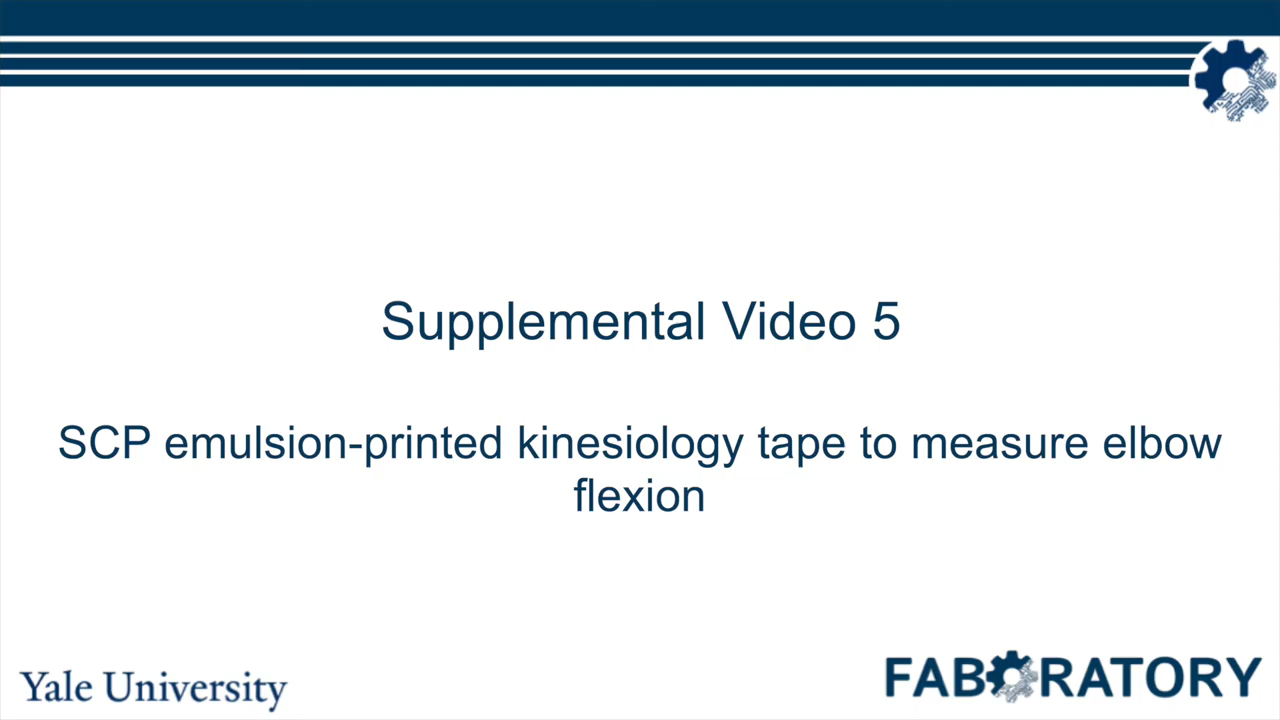 Supplemental Video 5
SCP emulsion-printed kinesiology tape to measure elbow
flexion
Yale University
FABORATORY